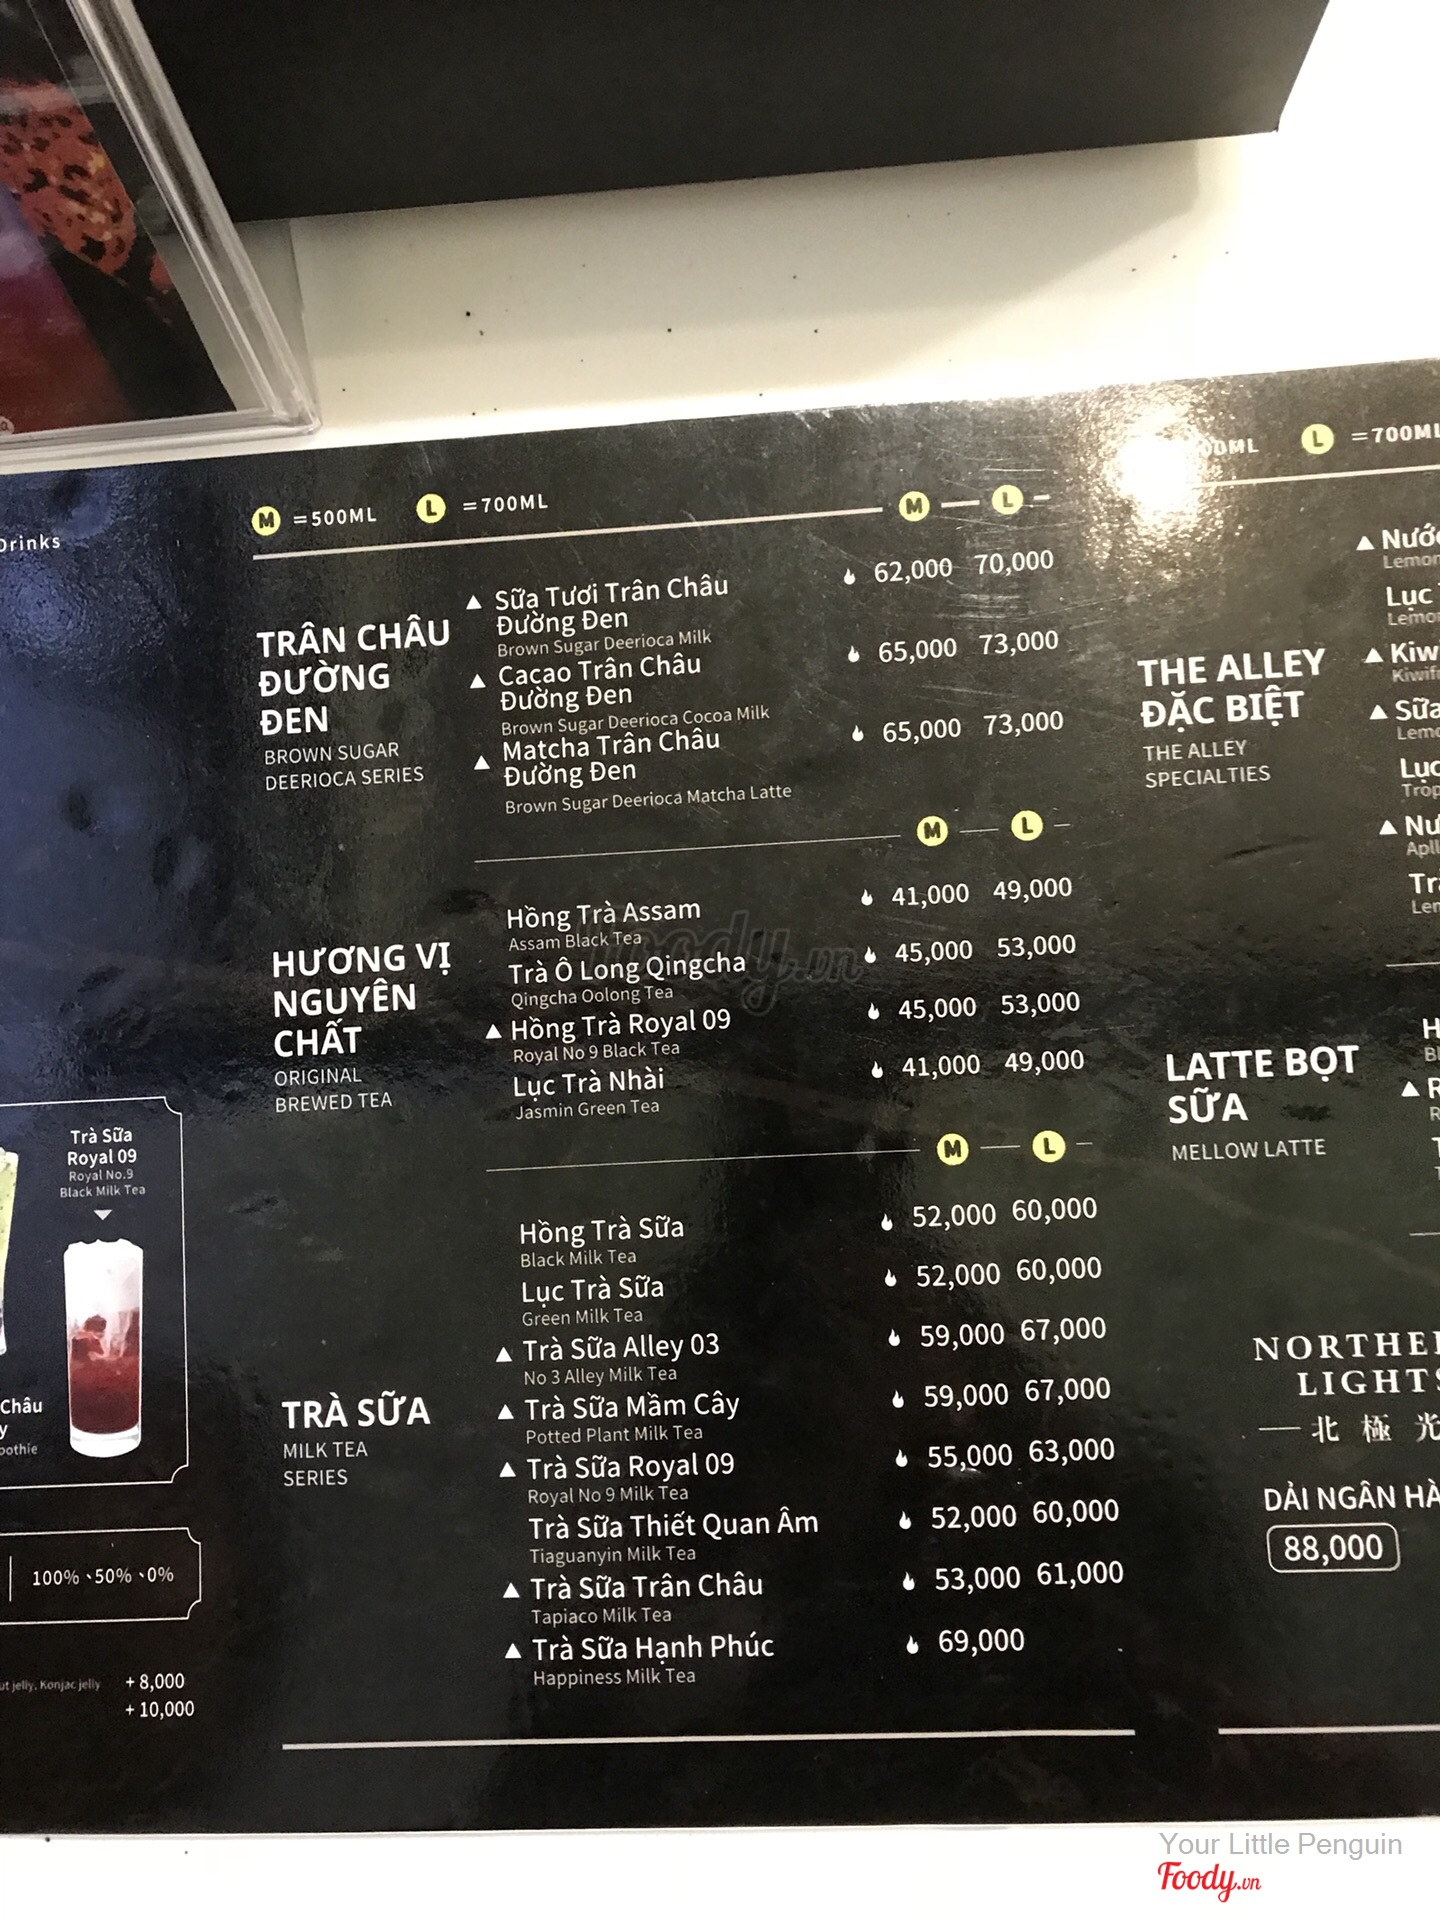 Drinks
M =500ML L =700ML
M L
TRÂN CHÂU
ĐƯỜNG
ĐEN
BROWN SUGAR
DEERIOCA SERIES
▲ Sữa Tươi Trân Châu
Đường Đen
Brown Sugar Deerioca Milk
62,000 70,000
▲ Cacao Trân Châu
Đường Đen
Brown Sugar Deerioca Cocoa Milk
65,000 73,000
▲ Matcha Trân Châu
Đường Đen
Brown Sugar Deerioca Matcha Latte
65,000 73,000
M L
HƯƠNG VỊ
NGUYÊN
CHẤT
ORIGINAL
BREWED TEA
Hồng Trà Assam 41,000 49,000
Assam Black Tea
Trà Ô Long Qingcha 45,000 53,000
Qingcha Oolong Tea
▲ Hồng Trà Royal 09 45,000 53,000
Royal No 9 Black Tea
Lục Trà Nhài 41,000 49,000
Jasmin Green Tea
M L
TRÀ SỮA
MILK TEA
SERIES
Hồng Trà Sữa 52,000 60,000
Black Milk Tea
Lục Trà Sữa 52,000 60,000
Green Milk Tea
▲ Trà Sữa Alley 03 59,000 67,000
No 3 Alley Milk Tea
▲ Trà Sữa Mầm Cây 59,000 67,000
Potted Plant Milk Tea
▲ Trà Sữa Royal 09 55,000 63,000
Royal No 9 Milk Tea
Trà Sữa Thiết Quan Âm 52,000 60,000
Tiaguanyin Milk Tea
▲ Trà Sữa Trân Châu 53,000 61,000
Tapiaco Milk Tea
▲ Trà Sữa Hạnh Phúc 69,000
Happiness Milk Tea
Trà Sữa
Royal 09
Royal No.9
Black Milk Tea
Châu
100% 、50% 、0%
jelly, Konjac jelly + 8,000
+ 10,000
L =700ML
THE ALLEY
ĐẶC BIỆT
THE ALLEY
SPECIALTIES
LATTE BỌT
SỮA
MELLOW LATTE
LIGHTS
北 極 光
DẢI NGÂN
88,000
foody.vn
Your Little Penguin
Foody.vn